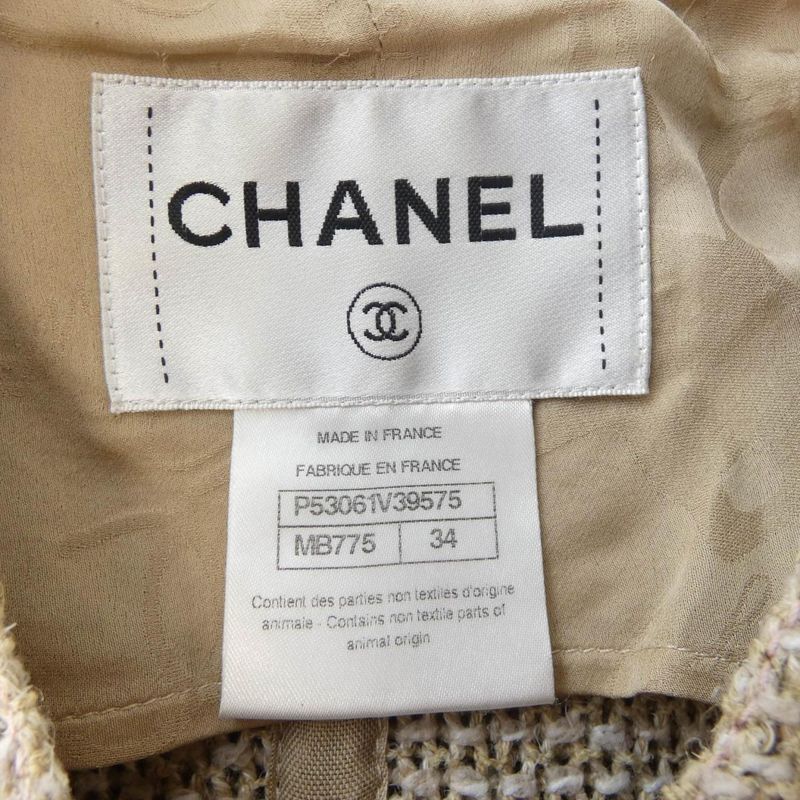 CHANEL
MADE IN FRANCE
FABRIQUE EN FRANCE
P53061V39575
MB775 34
Contient des parties non textiles d'origine
animale - Contains non textile parts of
animal origin